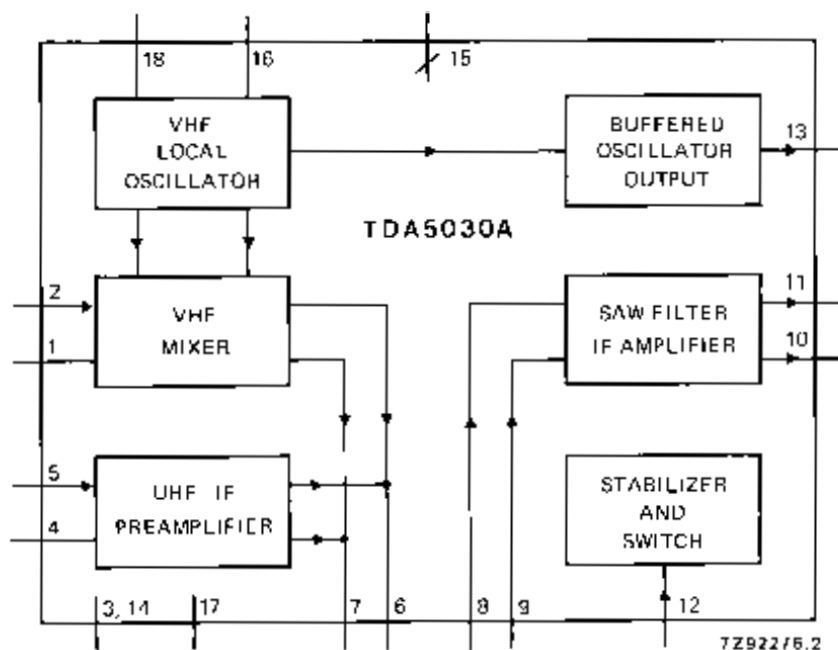 18
16
15
VHF
LOCAL
OSCILLATOR
BUFFERED
OSCILLATOR
OUTPUT
13
TDA5030A
2
1
VHF
MIXER
SAW FILTER
IF AMPLIFIER
11
10
5
4
UHF IF
PREAMPLIFIER
STABILIZER
AND
SWITCH
3, 14
17
7
6
8
9
12
7Z92276.2